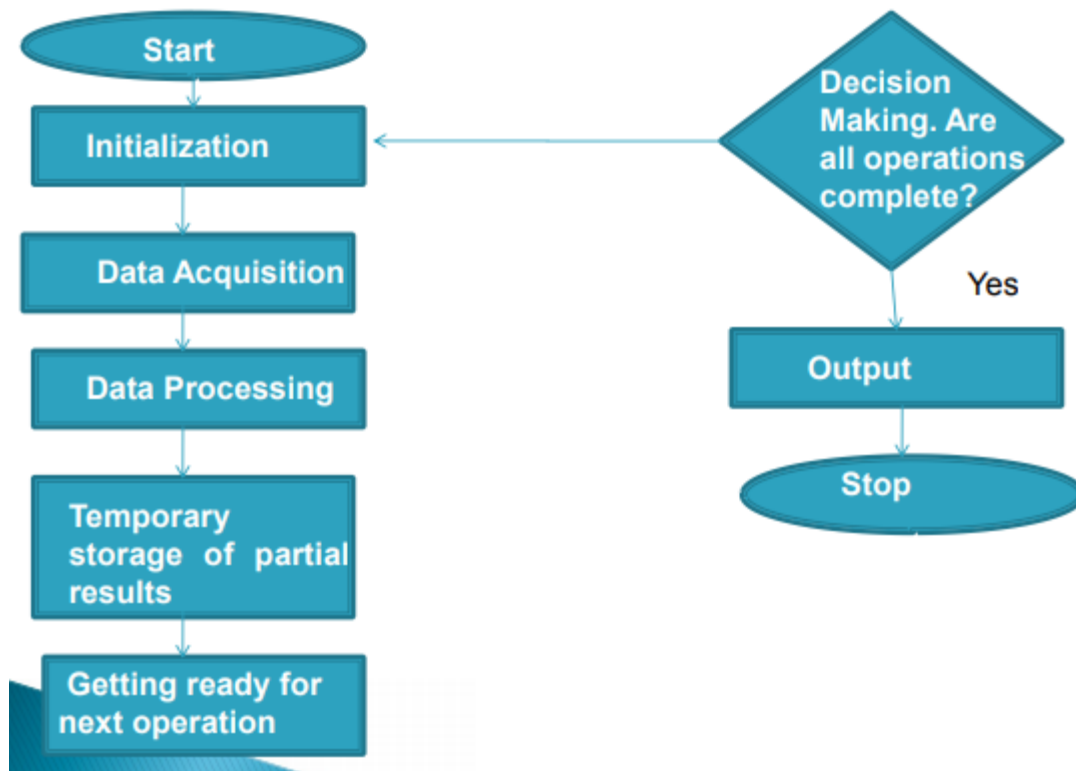 Start
Initialization
Data Acquisition
Data Processing
Temporary
storage of partial
results
Getting ready for
next operation
Decision
Making. Are
all operations
complete?
Yes
Output
Stop